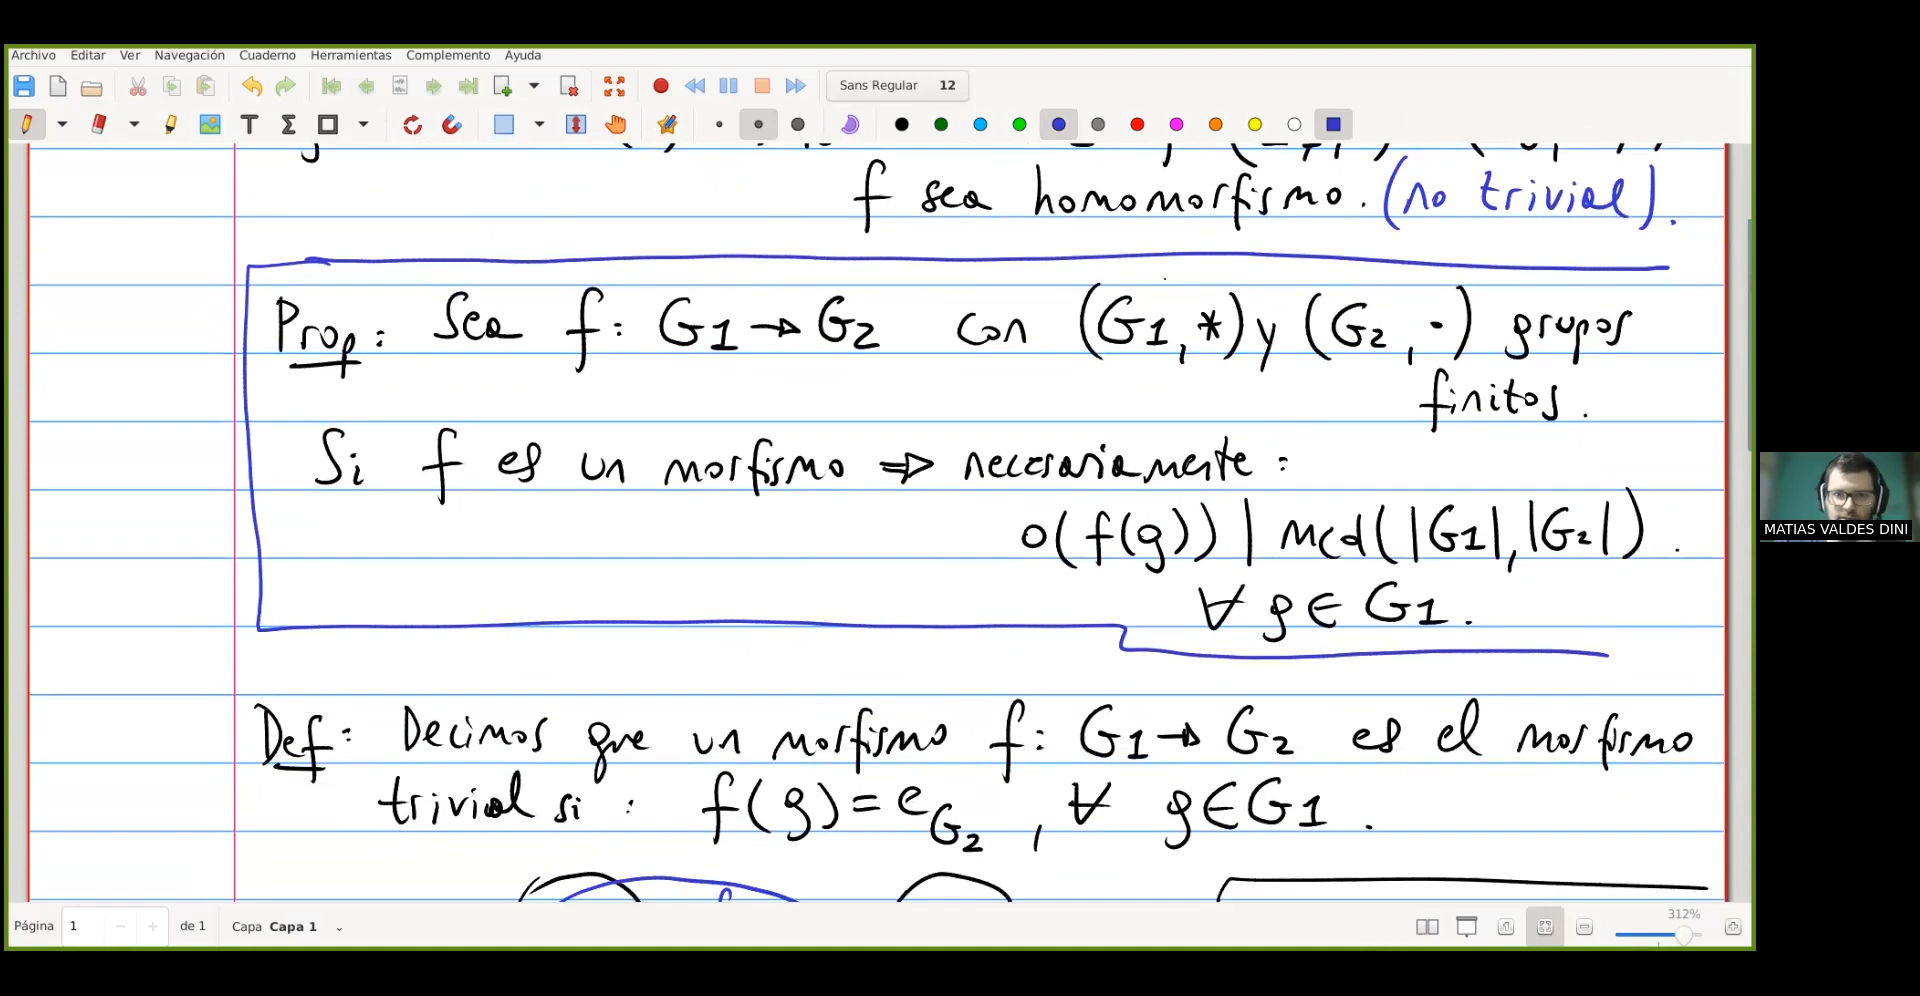 Archivo Editar Ver Navegación Cuaderno Herramientas Complemento Ayuda
Sans Regular 12
f sea homomorfismo. (no trivial).
Prop: Sea f: G1 → G2 con (G1, *) y (G2, ·) grupos
finitos.
Si f es un morfismo ⇒ necesariamente:
o(f(g)) | mcd(|G1|, |G2|).
∀ g ∈ G1.
MATIAS VALDES DINI
Def: Decimos que un morfismo f: G1 → G2 es el morfismo
trivial si: f(g) = e_G2, ∀ g ∈ G1.
Página 1 de 1 Capa Capa 1 312%